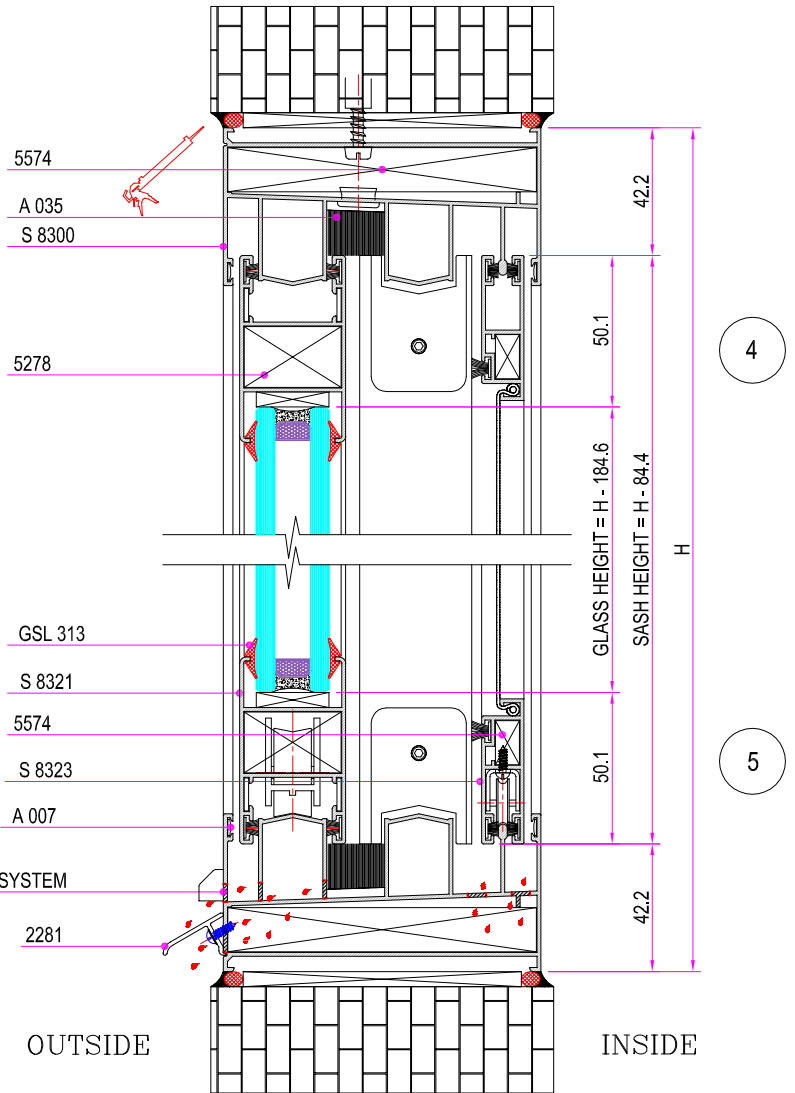 5574
A 035
S 8300
5278
GSL 313
S 8321
5574
S 8323
A 007
SYSTEM
2281
42.2
50.1
GLASS HEIGHT = H - 184.6
SASH HEIGHT = H - 84.4
H
50.1
42.2
4
5
OUTSIDE
INSIDE